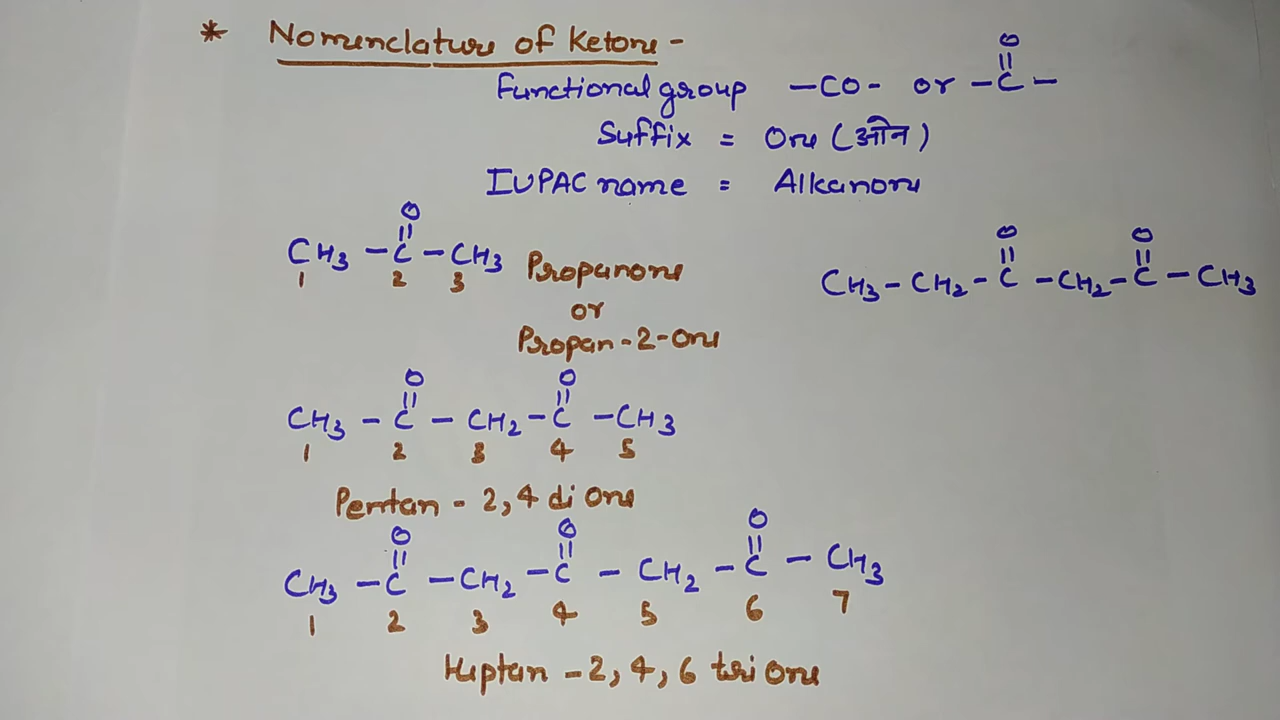 * Nomenclature of Ketone -
Functional group —CO- or —C—
O
||
Suffix = One (ओन)
IUPAC name = Alkanone
O
||
CH3 — C — CH3
1 2 3
Propanone
or
Propan-2-One
O O
|| ||
CH3 - CH2 - C - CH2 - C - CH3
O O
|| ||
CH3 - C - CH2 - C - CH3
1 2 3 4 5
Pentan - 2,4 di One
O O O
|| || ||
CH3 - C - CH2 - C - CH2 - C - CH3
1 2 3 4 5 6 7
Heptan - 2, 4, 6 tri One